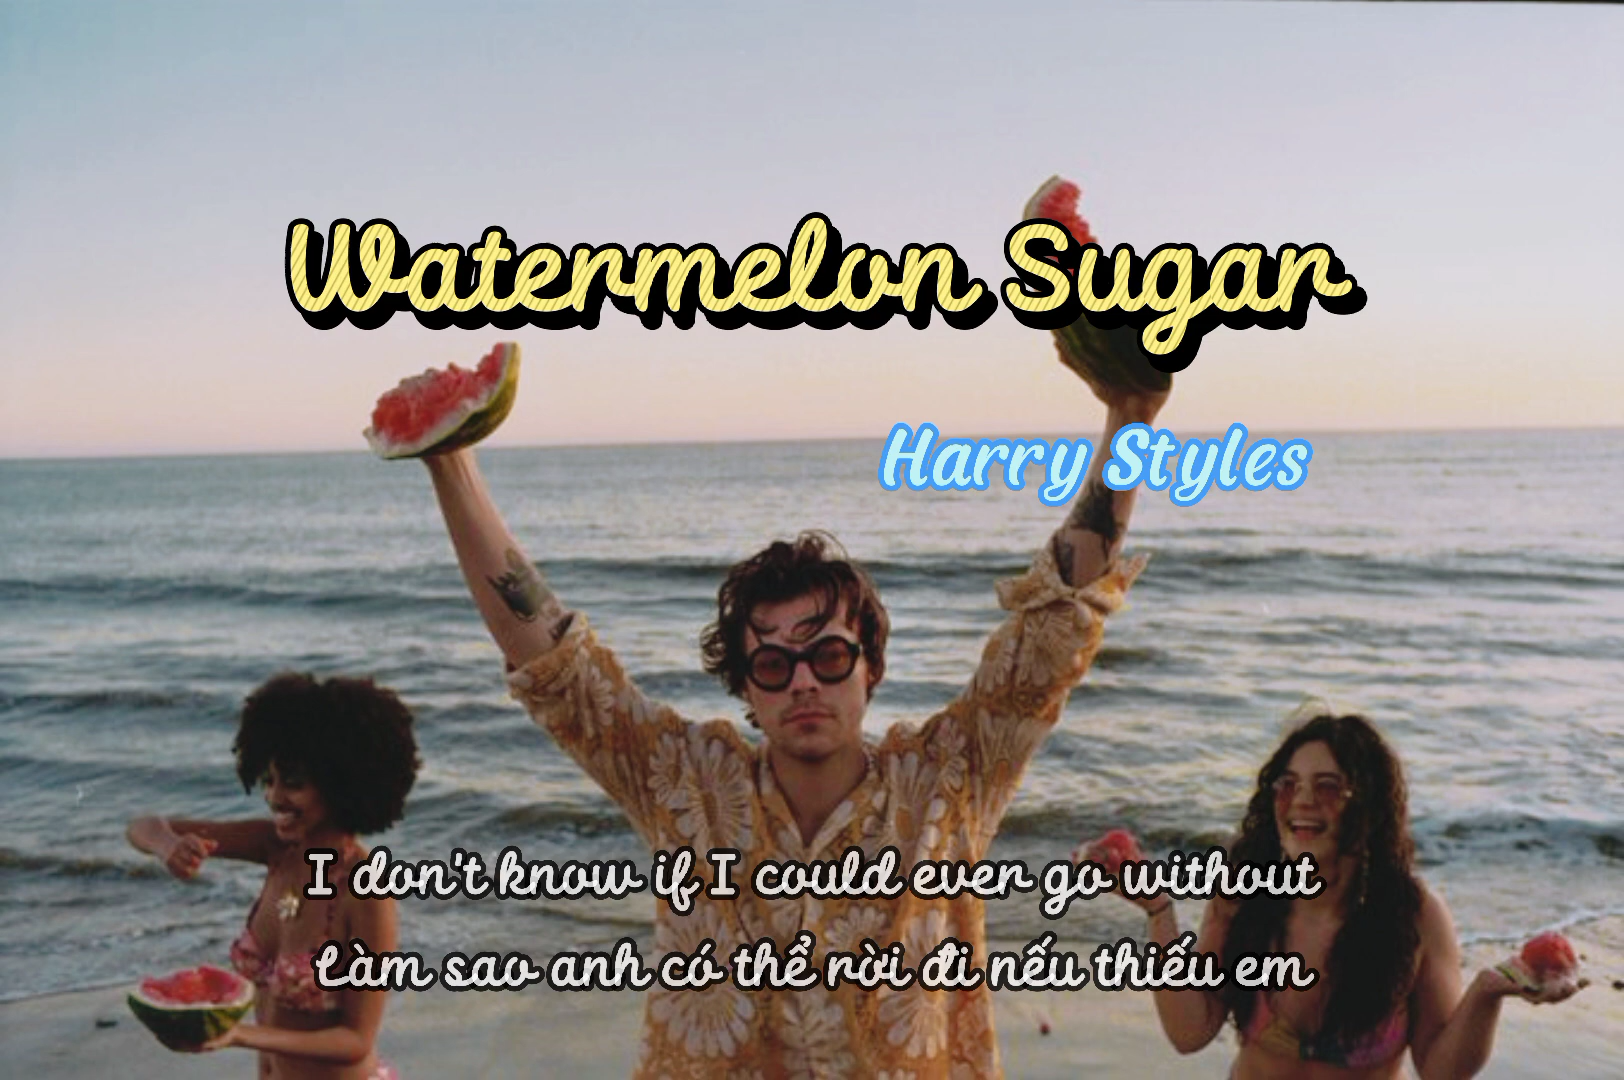 Watermelon Sugar
Harry Styles
I don't know if I could ever go without
Làm sao anh có thể rời đi nếu thiếu em